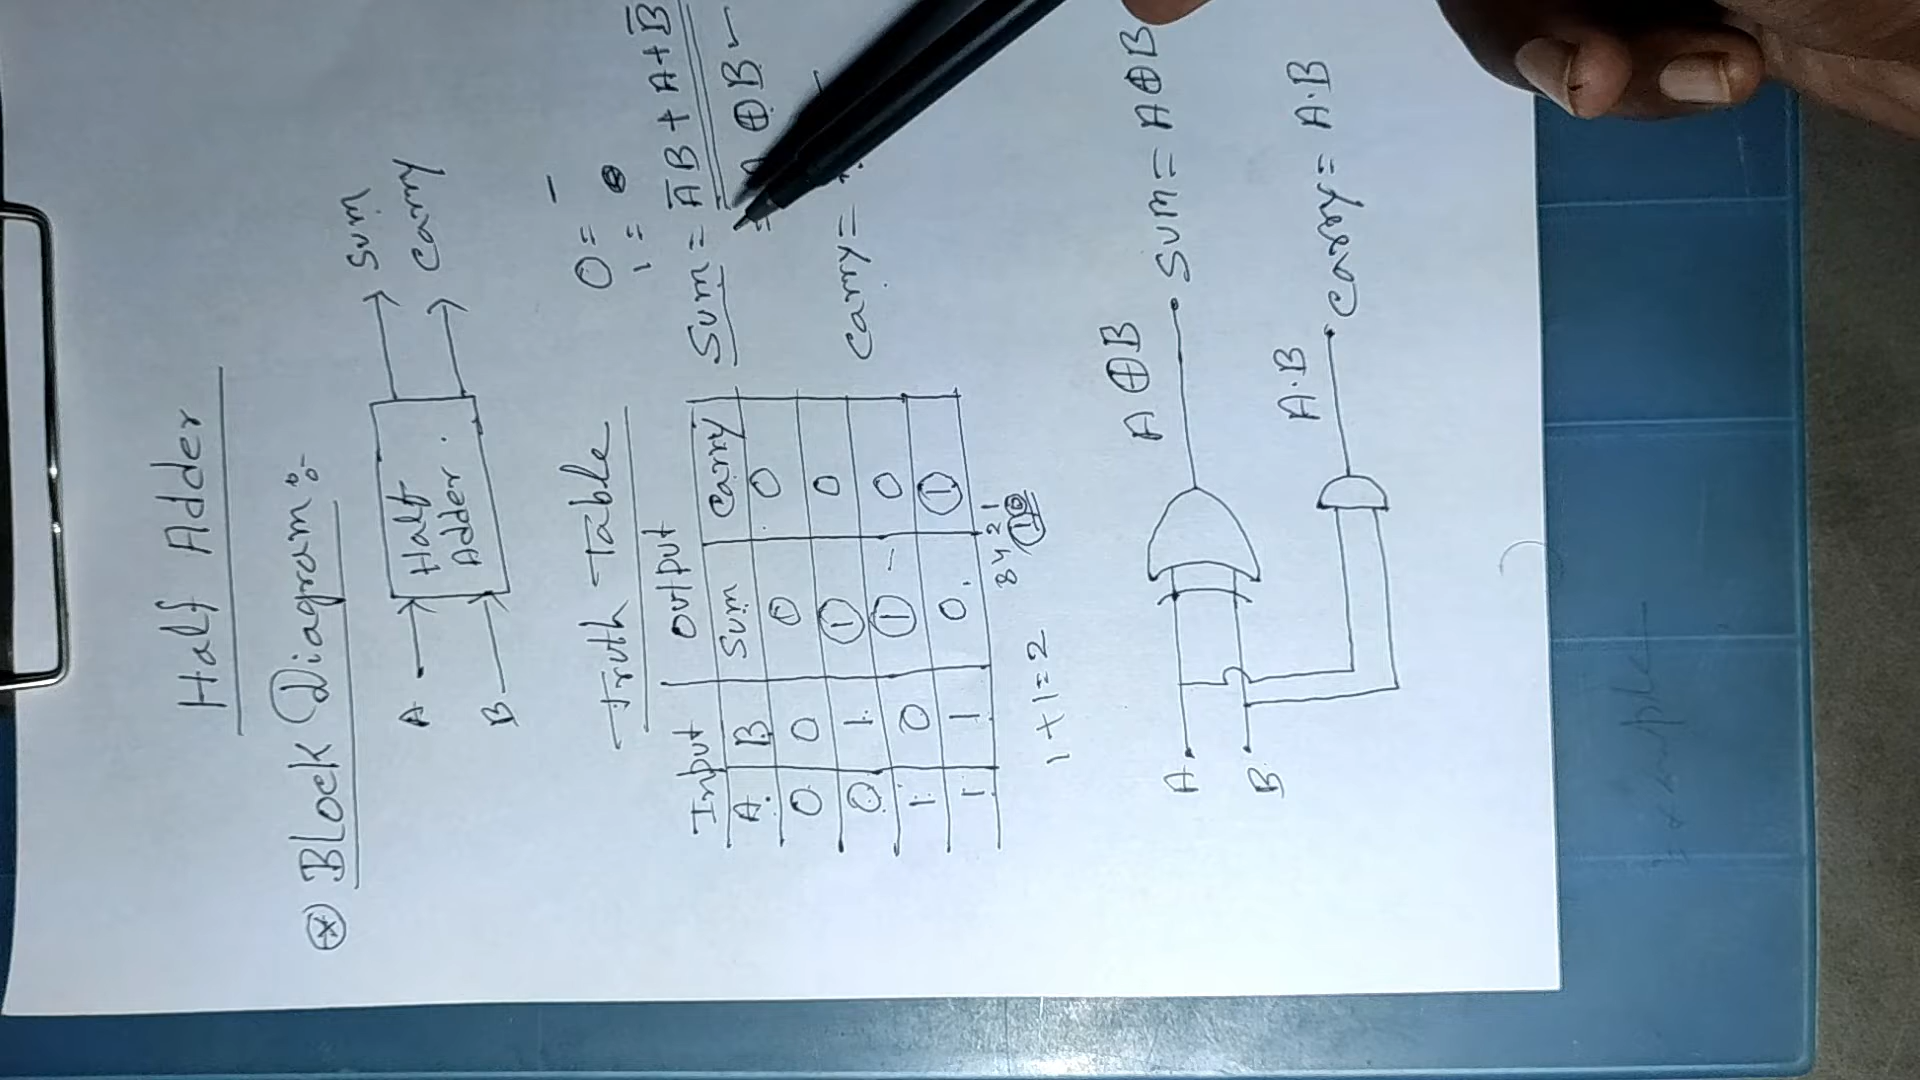 Half Adder
⊛ Block Diagram :-
A
B
Half
Adder .
Sum
Carry
Truth Table
0 = –
1 =
Input Output
A. B Sum Carry
0 0 0 0
0 1 1 0
1 0 1 – 0
1 1 0. 1
1+1=2
8 4 2 1
1 0
Sum = A̅B + A+B̅
= A ⊕ B
Carry =
A
B
A ⊕ B
Sum = A⊕B
A.B
Carry = A.B